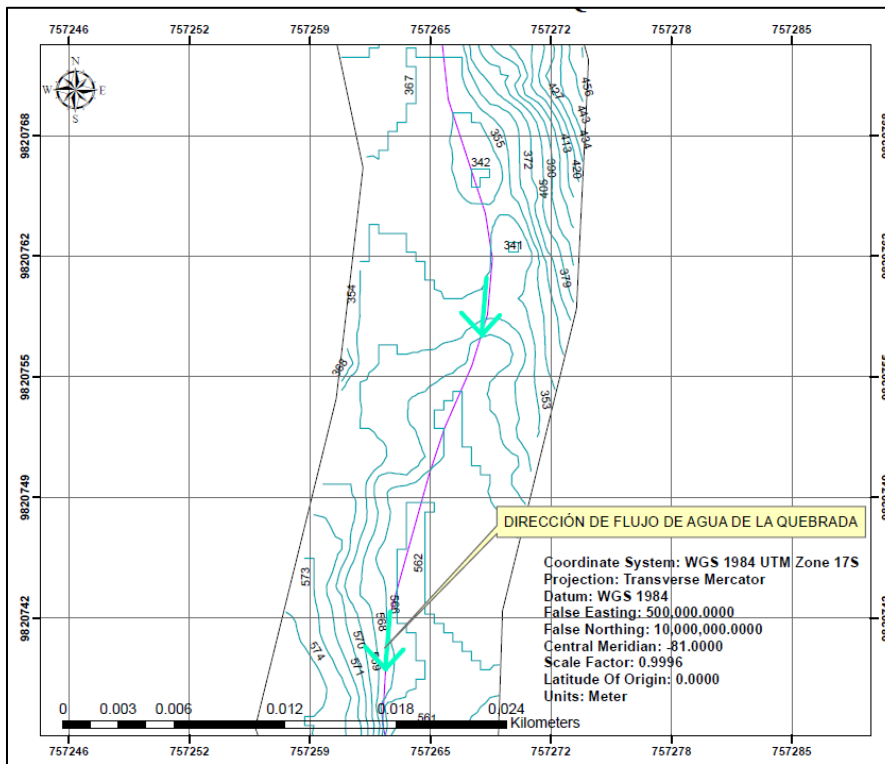 757246 757252 757259 757265 757272 757278 757285
N
W E
S
367
456
427
443
434
9820768
355
413
342
372
390
420
405
9820762
341
379
354
368
9820755
353
9820749
DIRECCIÓN DE FLUJO DE AGUA DE LA QUEBRADA
562
573
Coordinate System: WGS 1984 UTM Zone 17S
Projection: Transverse Mercator
Datum: WGS 1984
False Easting: 500,000.0000
False Northing: 10,000,000.0000
Central Meridian: -81.0000
Scale Factor: 0.9996
Latitude Of Origin: 0.0000
Units: Meter
566
568
9820742
570
574
571
0 0.003 0.006 0.012 0.018 0.024
Kilometers
561
757246 757252 757259 757265 757272 757278 757285